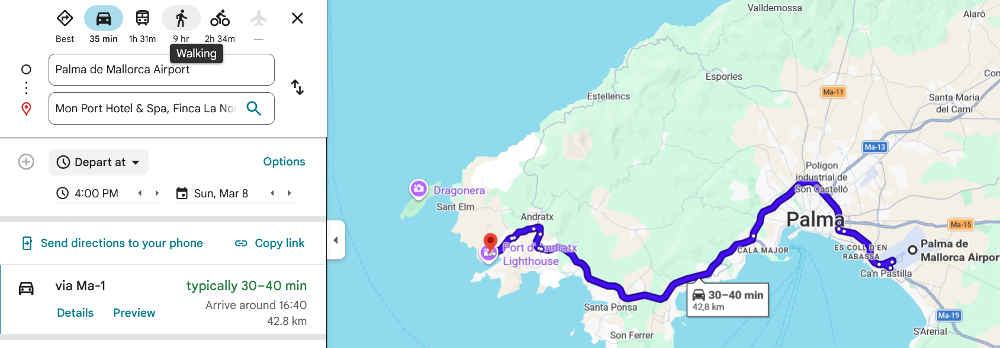 Best
35 min
1h 31m
9 hr
2h 34m
—
Walking
Palma de Mallorca Airport
Mon Port Hotel & Spa, Finca La Nor
Depart at
Options
4:00 PM
Sun, Mar 8
Send directions to your phone
Copy link
via Ma-1
typically 30–40 min
Arrive around 16:40
42.8 km
Details
Preview
Valldemossa
Alaró
Esporles
Con
Ma-11
Estellencs
Santa Maria
del Camí
Ma-13
Polígon
industrial de
Son Castelló
Dragonera
Sant Elm
Andratx
Palma
Ma-15
Port d'Andratx
Lighthouse
CALA MAJOR
ES COLL D'EN
RABASSA
Palma de
Mallorca Airpor
Ca'n Pastilla
30–40 min
42,8 km
Santa Ponsa
Ma-19
Son Ferrer
S'Arenal